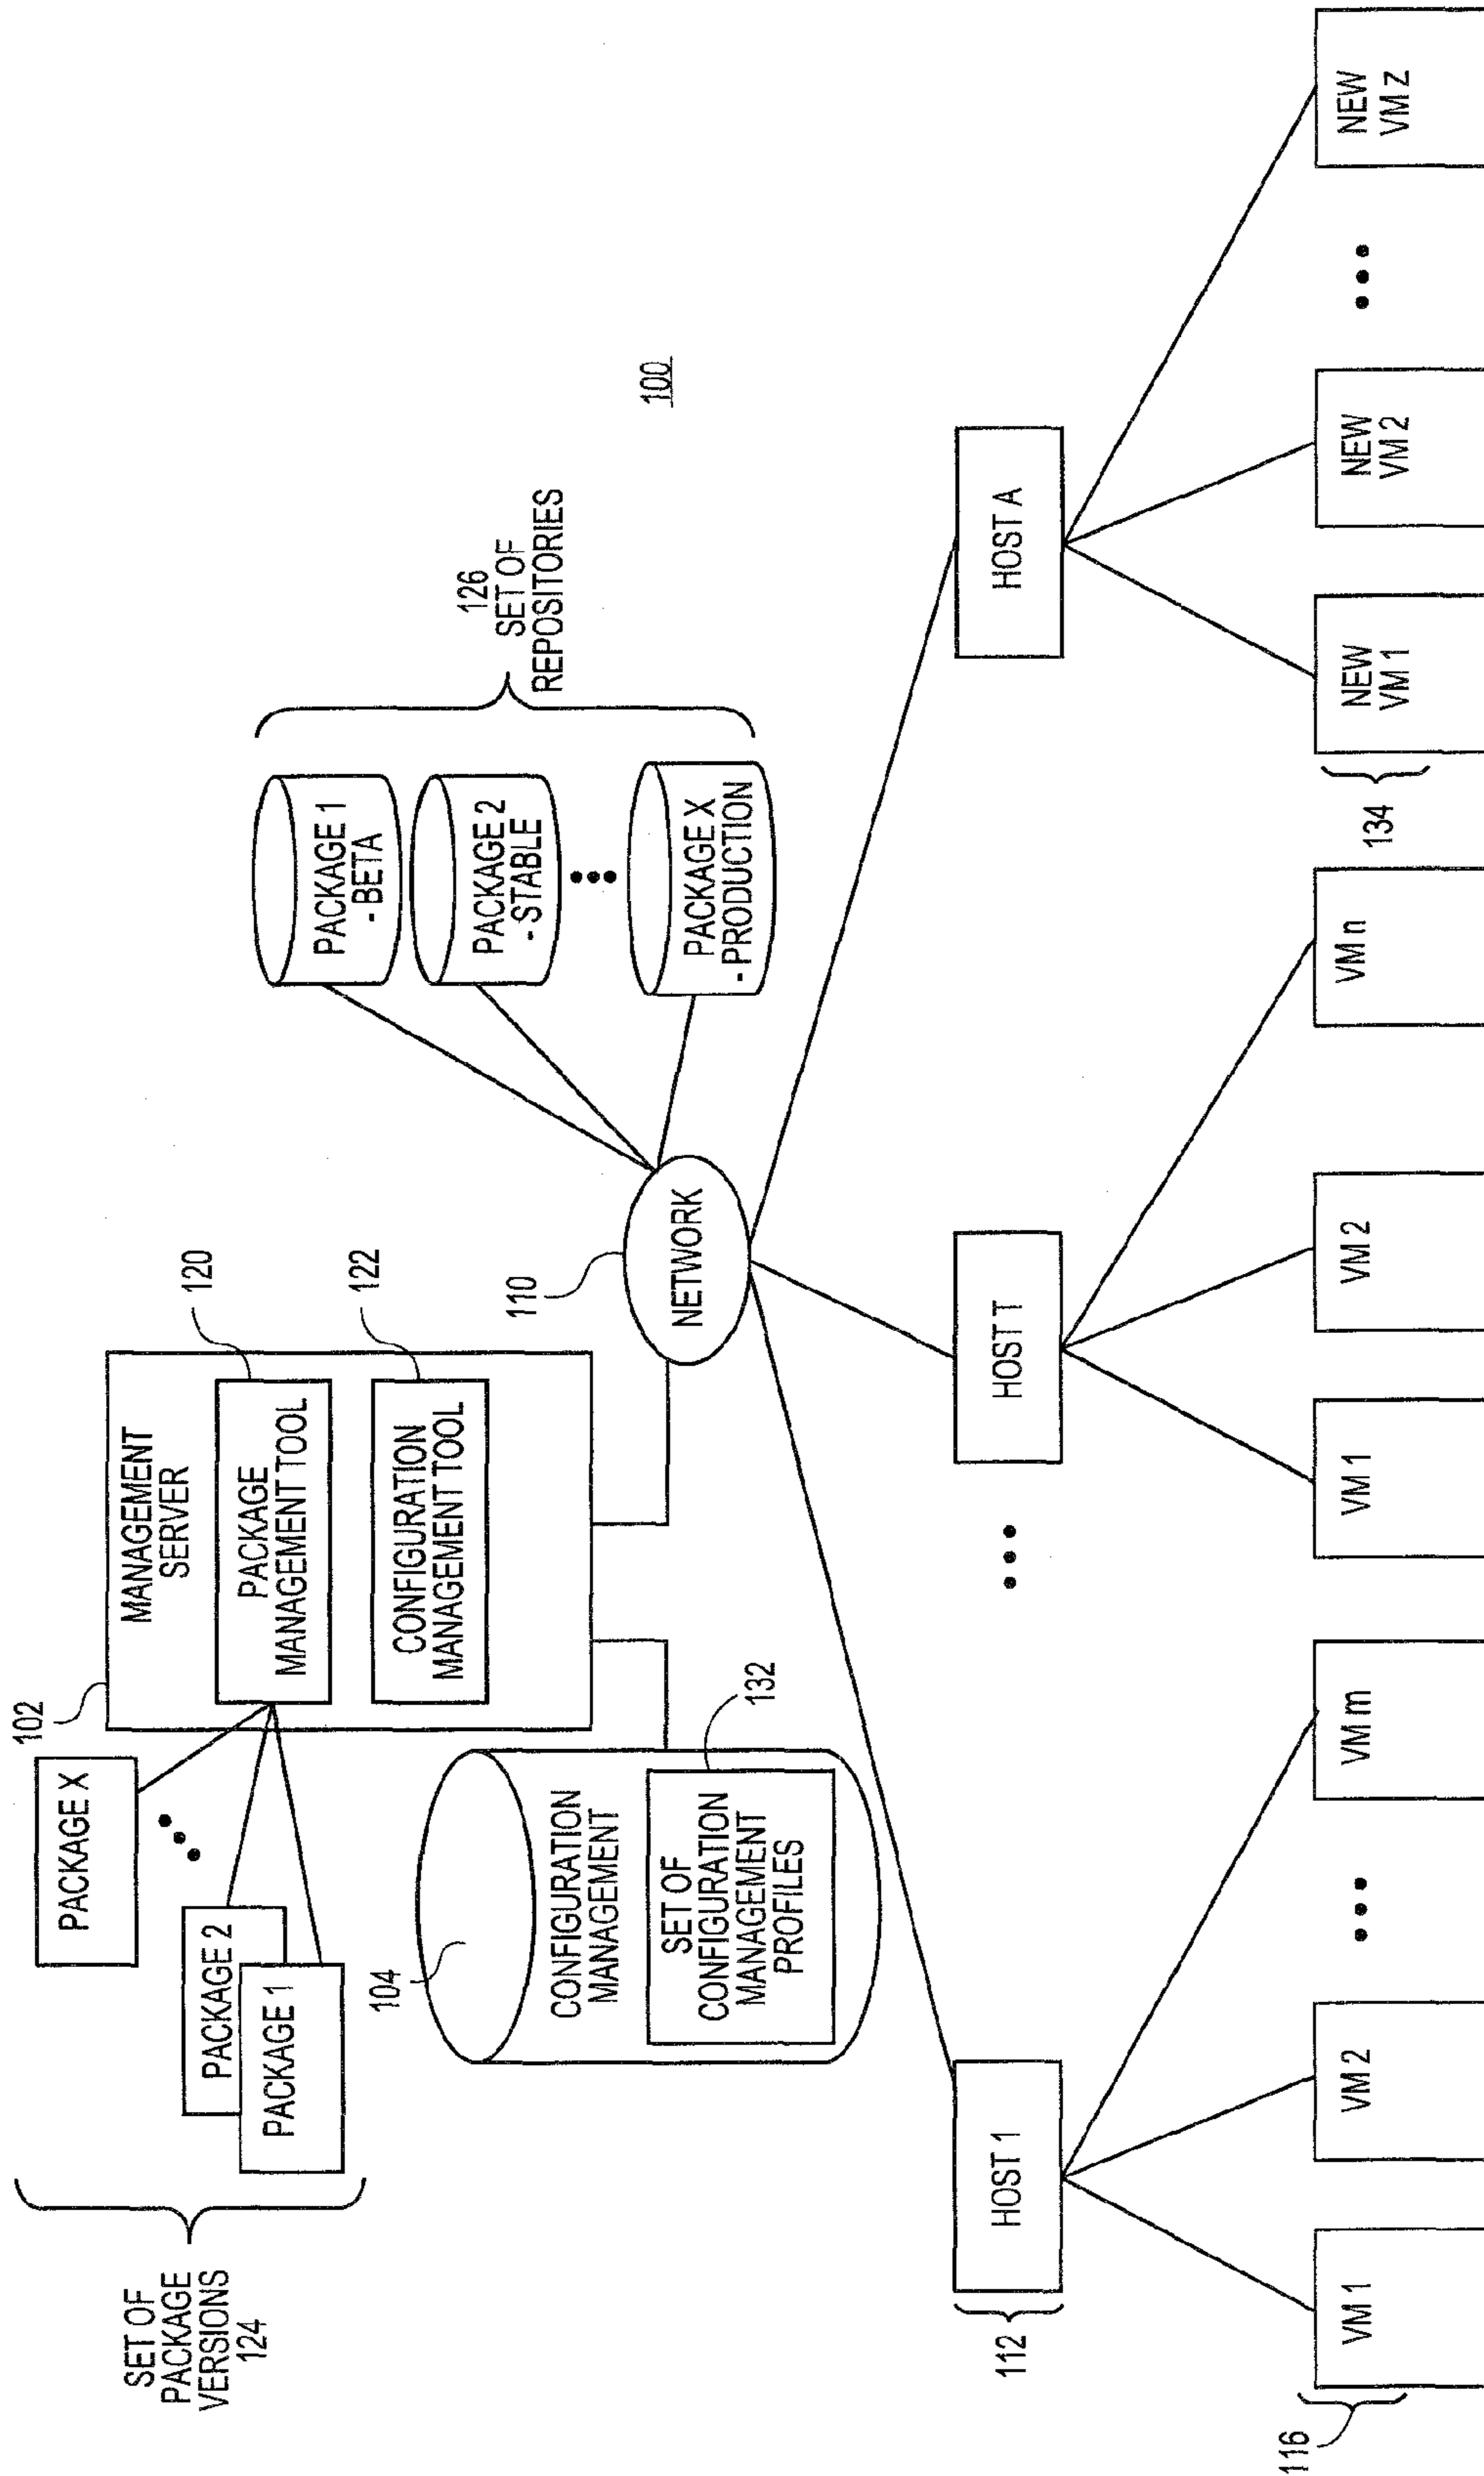 SET OF
PACKAGE
VERSIONS
124
PACKAGE X
PACKAGE 2
PACKAGE 1
102
MANAGEMENT
SERVER
PACKAGE
MANAGEMENT TOOL
120
CONFIGURATION
MANAGEMENT TOOL
122
104
CONFIGURATION
MANAGEMENT
SET OF
CONFIGURATION
MANAGEMENT
PROFILES
132
110
NETWORK
PACKAGE 1
- BETA
PACKAGE 2
- STABLE
PACKAGE X
- PRODUCTION
126
SET OF
REPOSITORIES
100
112
HOST 1
HOST T
HOST A
116
VM 1
VM 2
VM m
VM 1
VM 2
VM n
134
NEW
VM 1
NEW
VM 2
NEW
VM Z